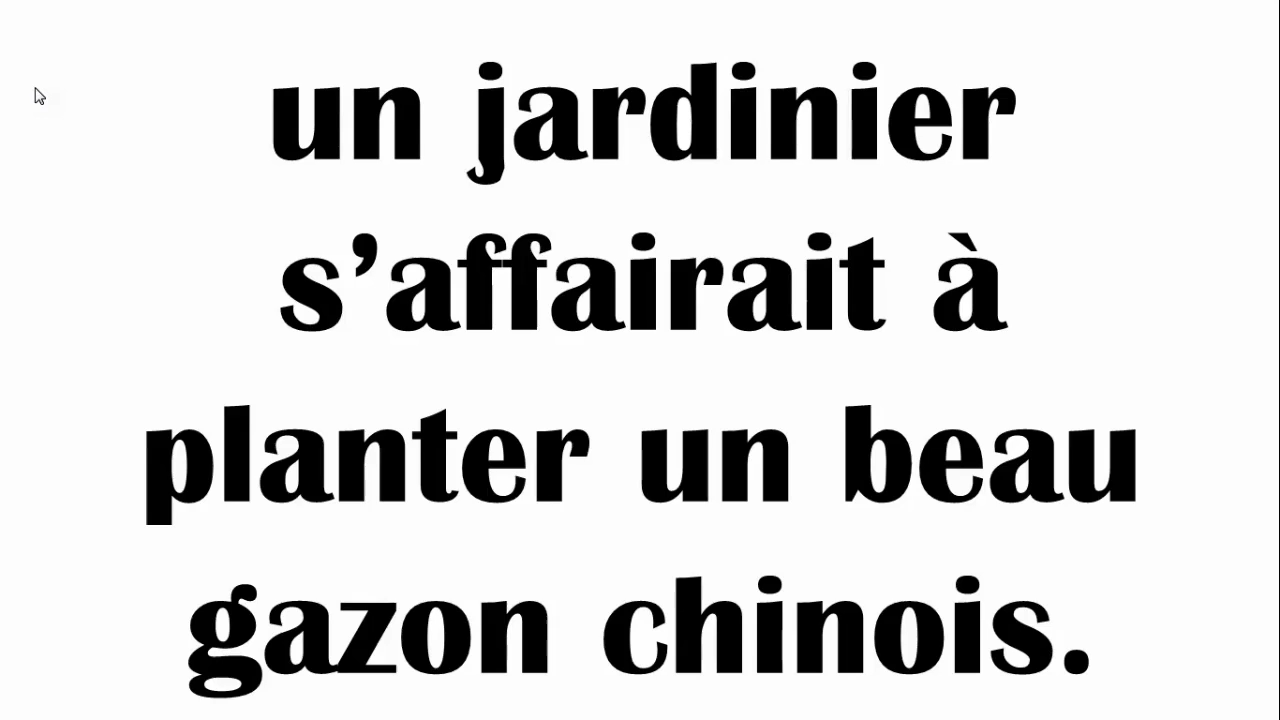 un jardinier
s’affairait à
planter un beau
gazon chinois.